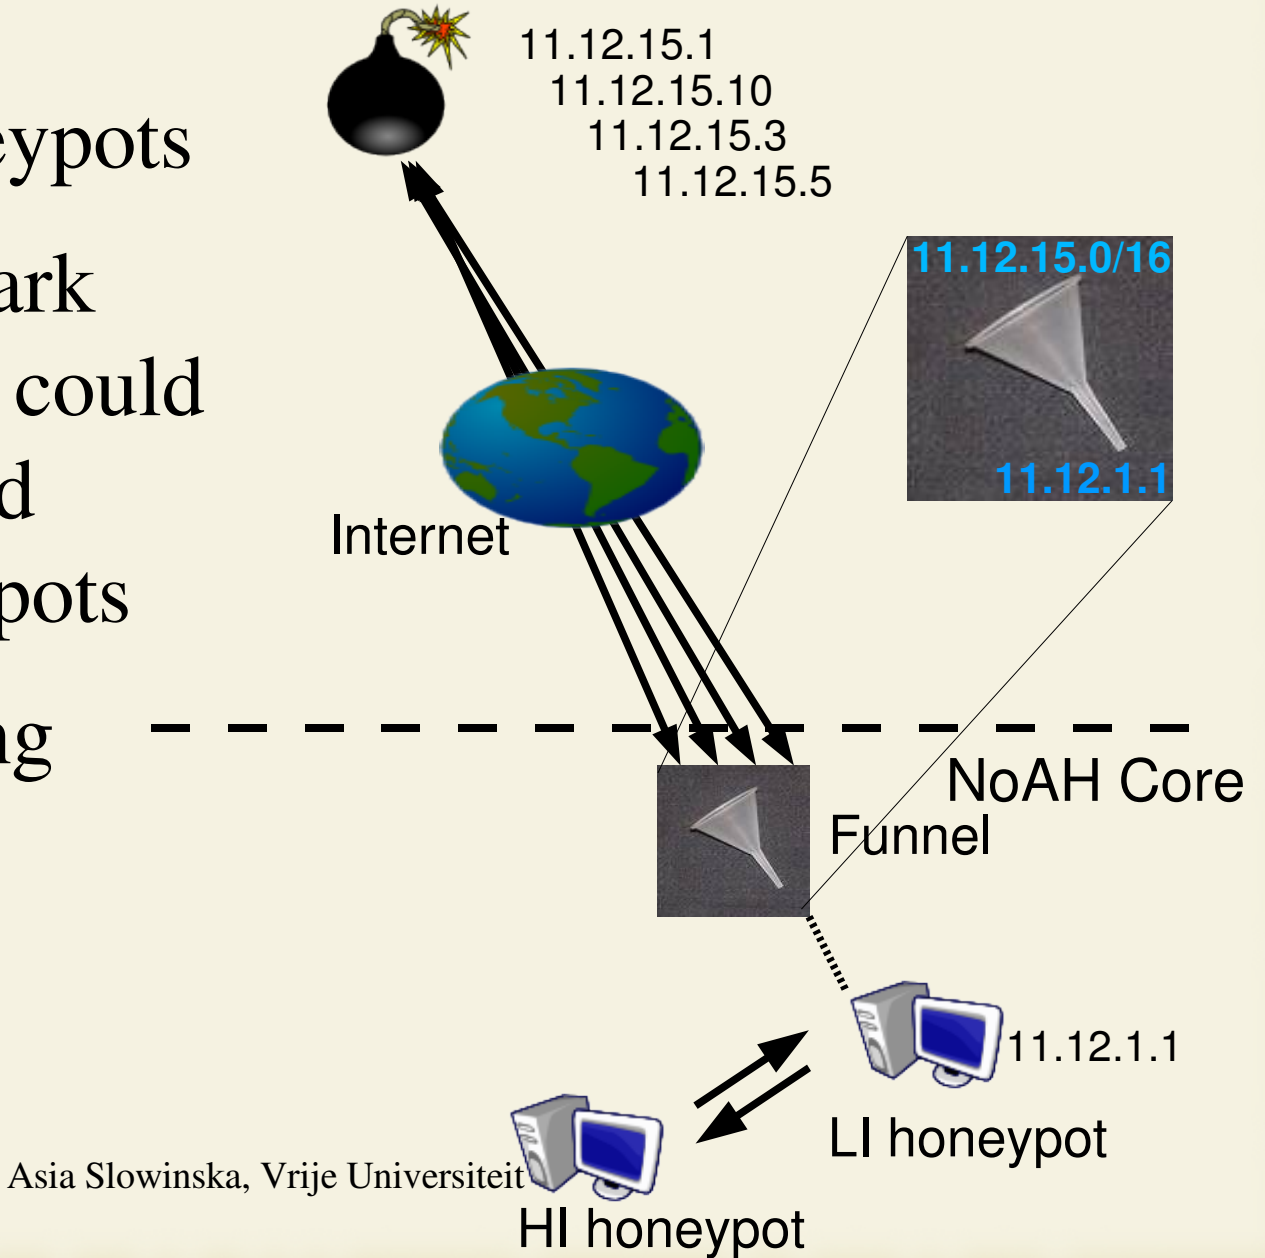 11.12.15.1
11.12.15.10
11.12.15.3
11.12.15.5
eypots
ark
could
d
pots
ng
11.12.15.0/16
11.12.1.1
Internet
NoAH Core
Funnel
11.12.1.1
LI honeypot
HI honeypot
Asia Slowinska, Vrije Universiteit